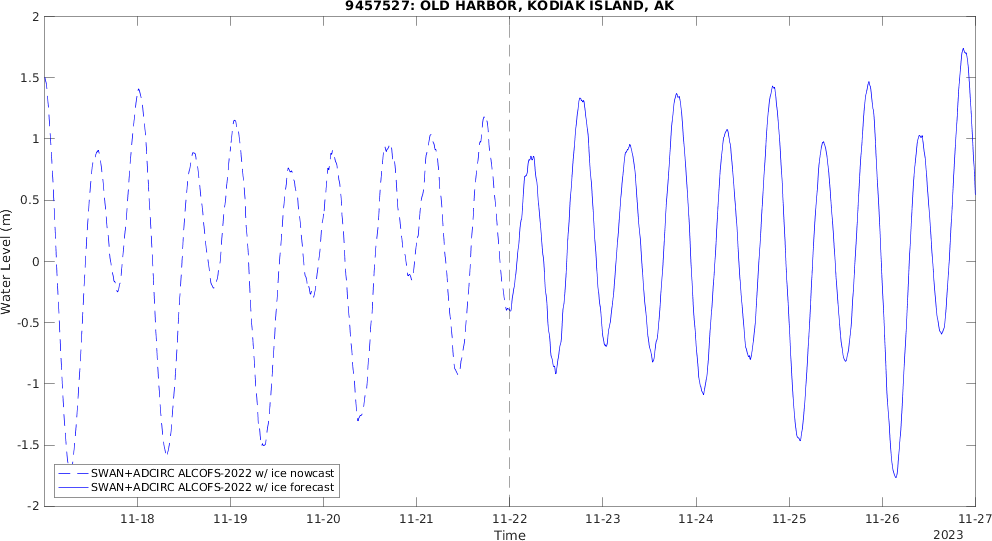 9457527: OLD HARBOR, KODIAK ISLAND, AK
2
1.5
1
0.5
0
-0.5
-1
-1.5
-2
Water Level (m)
SWAN+ADCIRC ALCOFS-2022 w/ ice nowcast
SWAN+ADCIRC ALCOFS-2022 w/ ice forecast
11-18 11-19 11-20 11-21 11-22 11-23 11-24 11-25 11-26 11-27
Time
2023